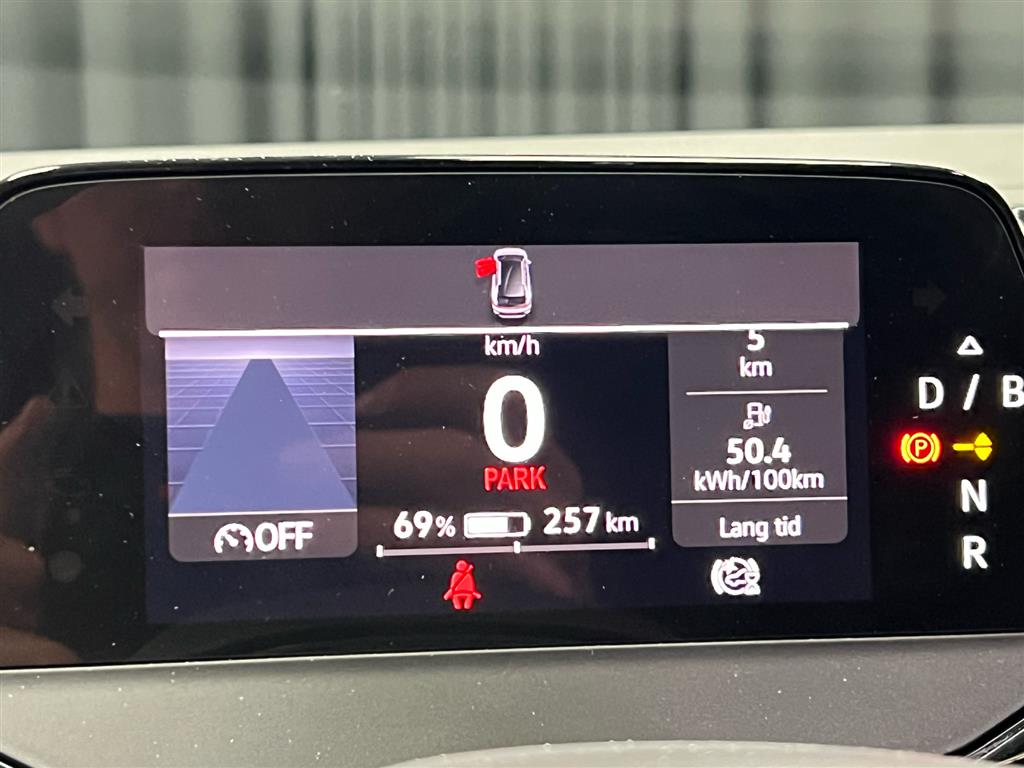 km/h
0
PARK
OFF
69% 257 km
5
km
50.4
kWh/100km
Lang tid
D / B
P
N
R